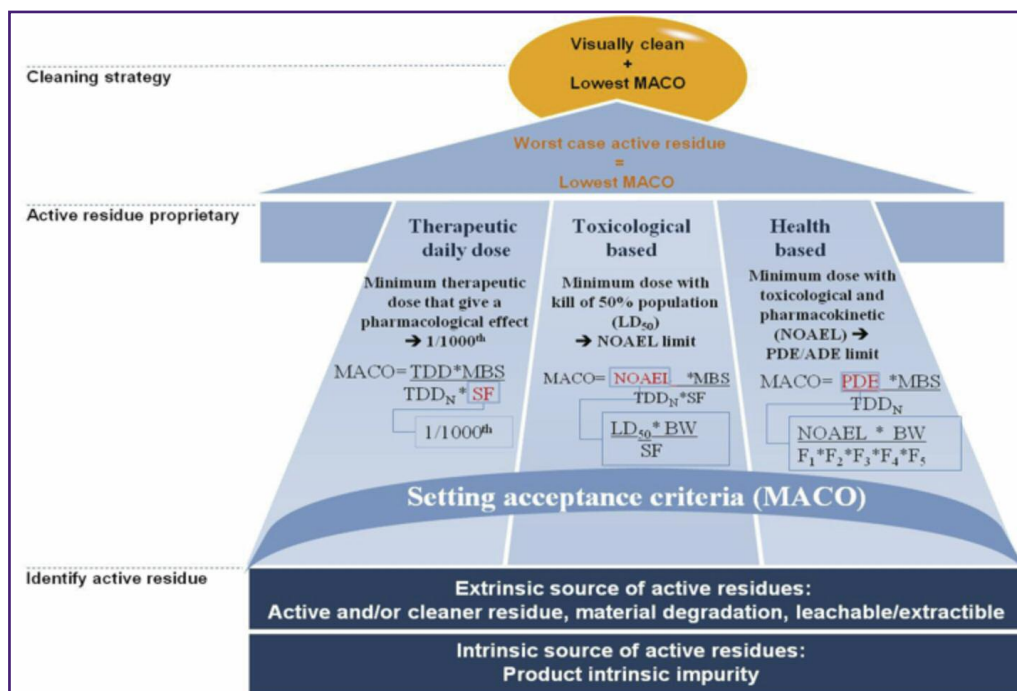 Visually clean
+
Lowest MACO
Cleaning strategy
Worst case active residue
=
Lowest MACO
Active residue proprietary
Therapeutic
daily dose
Minimum therapeutic
dose that give a
pharmacological effect
➔ 1/1000th
MACO= TDD*MBS
TDDN * SF
1/1000th
Toxicological
based
Minimum dose with
kill of 50% population
(LD50)
➔ NOAEL limit
MACO= NOAEL *MBS
TDDN*SF
LD50* BW
SF
Health
based
Minimum dose with
toxicological and
pharmacokinetic
(NOAEL) ➔
PDE/ADE limit
MACO= PDE *MBS
TDDN
NOAEL * BW
F1*F2*F3*F4*F5
Setting acceptance criteria (MACO)
Identify active residue
Extrinsic source of active residues:
Active and/or cleaner residue, material degradation, leachable/extractible
Intrinsic source of active residues:
Product intrinsic impurity